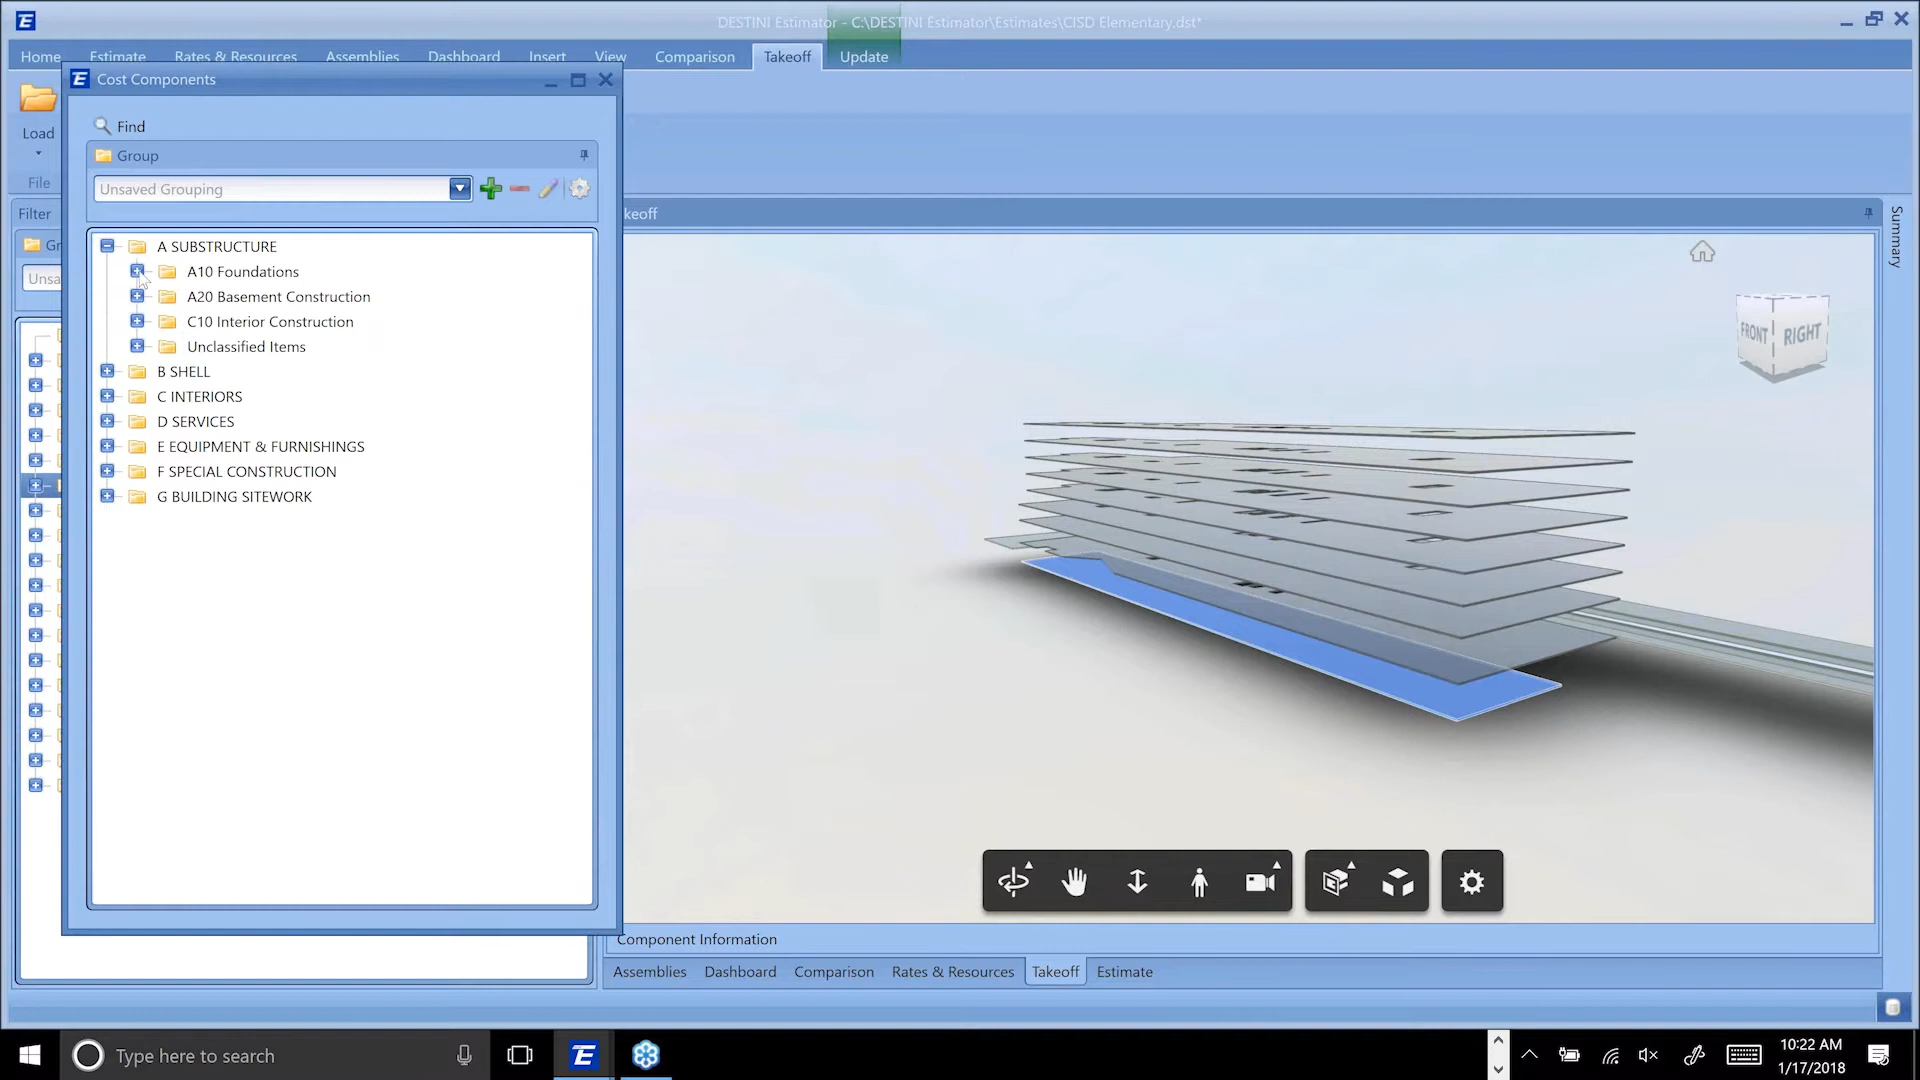 DESTINI Estimator - C:\DESTINI Estimator\Estimates\CISD Elementary.dst*
Home Estimate Rates & Resources Assemblies Dashboard Insert View Comparison Takeoff Update
Cost Components
Load
File
Filter
Find
Group
Unsaved Grouping
keoff
Summary
Gr
Unsa
A SUBSTRUCTURE
A10 Foundations
A20 Basement Construction
C10 Interior Construction
Unclassified Items
B SHELL
C INTERIORS
D SERVICES
E EQUIPMENT & FURNISHINGS
F SPECIAL CONSTRUCTION
G BUILDING SITEWORK
FRONT RIGHT
Component Information
Assemblies Dashboard Comparison Rates & Resources Takeoff Estimate
Type here to search
10:22 AM
1/17/2018